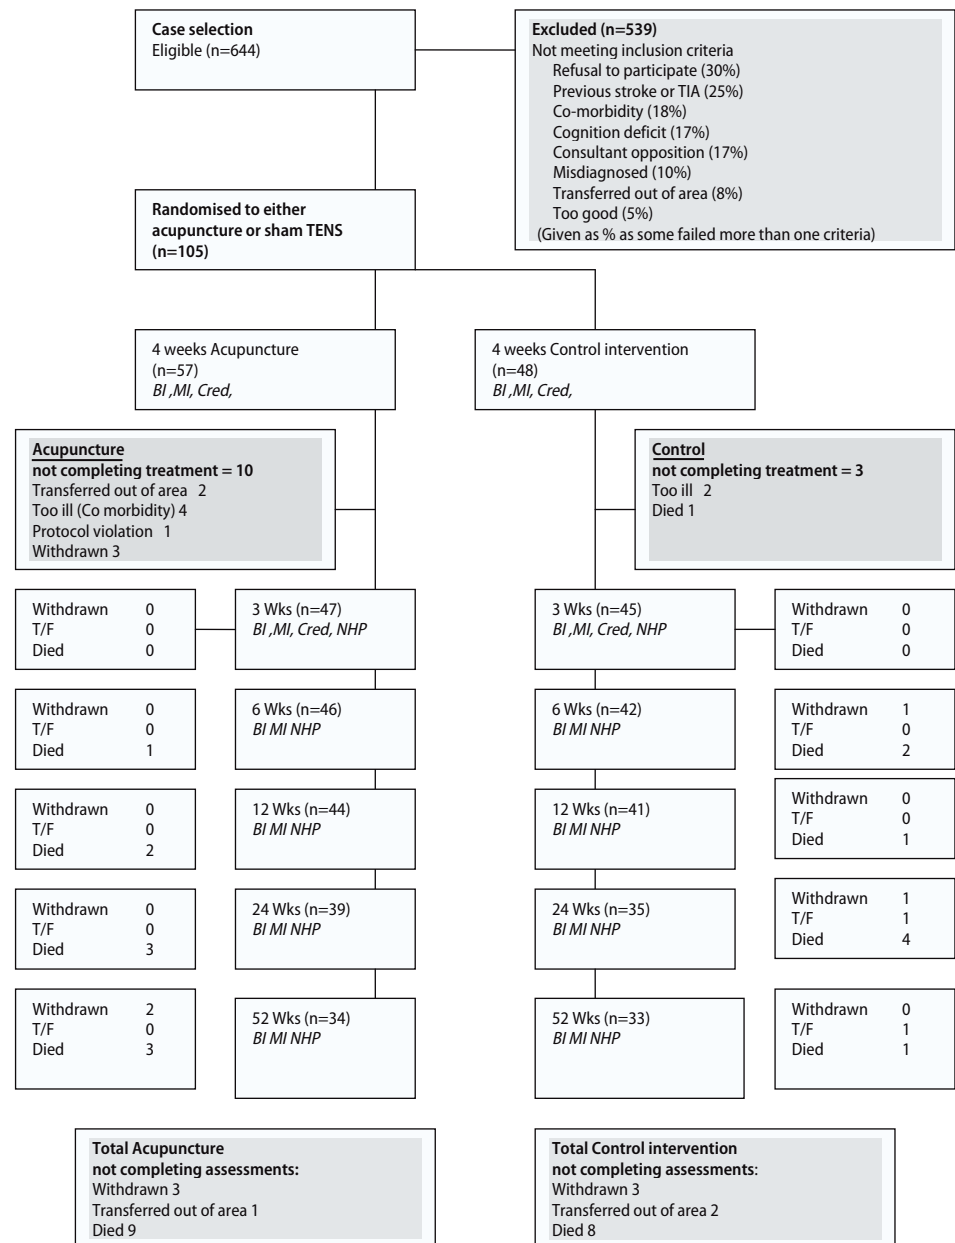 Case selection
Eligible (n=644)
Excluded (n=539)
Not meeting inclusion criteria
Refusal to participate (30%)
Previous stroke or TIA (25%)
Co-morbidity (18%)
Cognition deficit (17%)
Consultant opposition (17%)
Misdiagnosed (10%)
Transferred out of area (8%)
Too good (5%)
(Given as % as some failed more than one criteria)
Randomised to either
acupuncture or sham TENS
(n=105)
4 weeks Acupuncture
(n=57)
BI ,MI, Cred,
4 weeks Control intervention
(n=48)
BI ,MI, Cred,
Acupuncture
not completing treatment = 10
Transferred out of area 2
Too ill (Co morbidity) 4
Protocol violation 1
Withdrawn 3
Control
not completing treatment = 3
Too ill 2
Died 1
Withdrawn 0
T/F 0
Died 0
3 Wks (n=47)
BI ,MI, Cred, NHP
3 Wks (n=45)
BI ,MI, Cred, NHP
Withdrawn 0
T/F 0
Died 0
Withdrawn 0
T/F 0
Died 1
6 Wks (n=46)
BI MI NHP
6 Wks (n=42)
BI MI NHP
Withdrawn 1
T/F 0
Died 2
Withdrawn 0
T/F 0
Died 2
12 Wks (n=44)
BI MI NHP
12 Wks (n=41)
BI MI NHP
Withdrawn 0
T/F 0
Died 1
Withdrawn 0
T/F 0
Died 3
24 Wks (n=39)
BI MI NHP
24 Wks (n=35)
BI MI NHP
Withdrawn 1
T/F 1
Died 4
Withdrawn 2
T/F 0
Died 3
52 Wks (n=34)
BI MI NHP
52 Wks (n=33)
BI MI NHP
Withdrawn 0
T/F 1
Died 1
Total Acupuncture
not completing assessments:
Withdrawn 3
Transferred out of area 1
Died 9
Total Control intervention
not completing assessments:
Withdrawn 3
Transferred out of area 2
Died 8